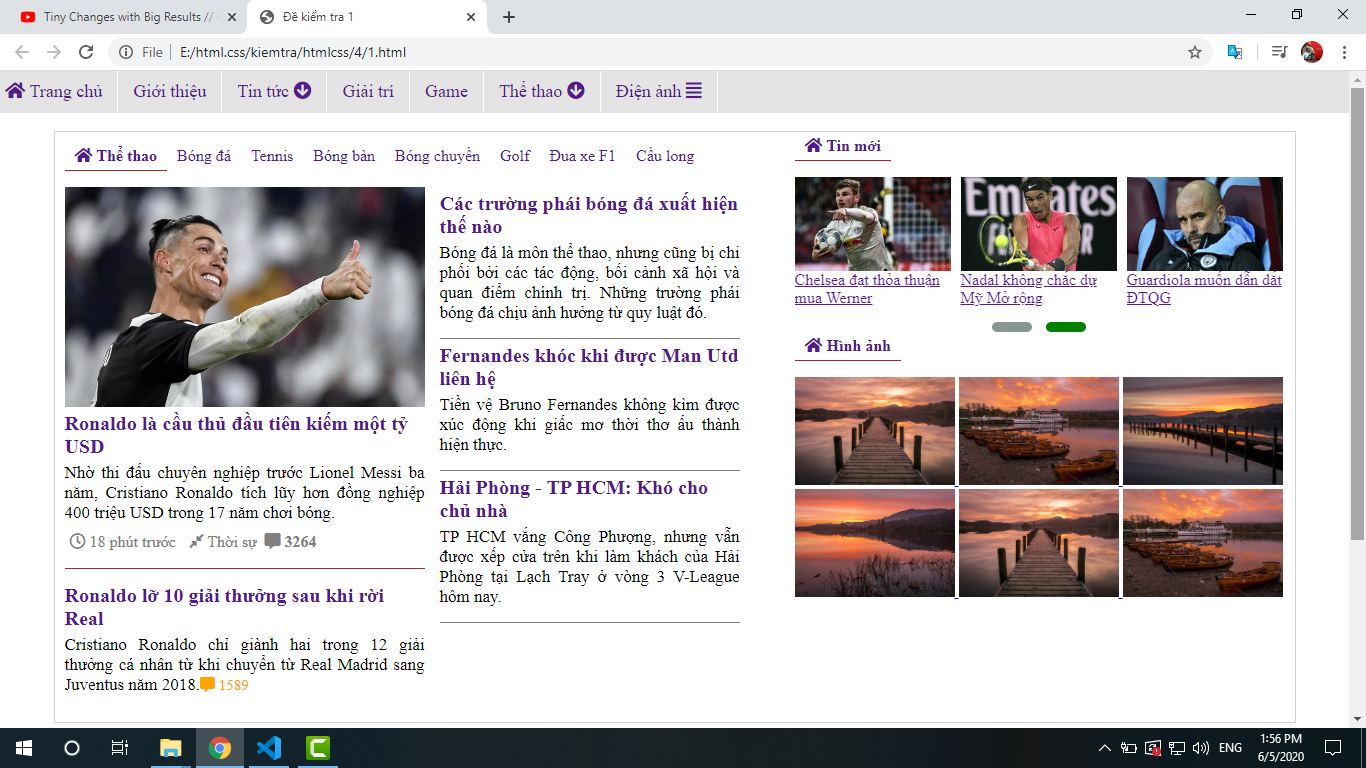 Tiny Changes with Big Results //
Đề kiểm tra 1
File
E:/html.css/kiemtra/htmlcss/4/1.html
Trang chủ
Giới thiệu
Tin tức
Giải trí
Game
Thể thao
Điện ảnh
Thể thao
Bóng đá
Tennis
Bóng bàn
Bóng chuyền
Golf
Đua xe F1
Cầu long
Ronaldo là cầu thủ đầu tiên kiếm một tỷ
USD
Nhờ thi đấu chuyên nghiệp trước Lionel Messi ba
năm, Cristiano Ronaldo tích lũy hơn đồng nghiệp
400 triệu USD trong 17 năm chơi bóng.
18 phút trước
Thời sự
3264
Ronaldo lỡ 10 giải thưởng sau khi rời
Real
Cristiano Ronaldo chỉ giành hai trong 12 giải
thưởng cá nhân từ khi chuyển từ Real Madrid sang
Juventus năm 2018. 1589
Các trường phái bóng đá xuất hiện
thế nào
Bóng đá là môn thể thao, nhưng cũng bị chi
phối bởi các tác động, bối cảnh xã hội và
quan điểm chính trị. Những trường phái
bóng đá chịu ảnh hưởng từ quy luật đó.
Fernandes khóc khi được Man Utd
liên hệ
Tiền vệ Bruno Fernandes không kìm được
xúc động khi giấc mơ thời thơ ấu thành
hiện thực.
Hải Phòng - TP HCM: Khó cho
chủ nhà
TP HCM vắng Công Phượng, nhưng vẫn
được xếp cửa trên khi làm khách của Hải
Phòng tại Lạch Tray ở vòng 3 V-League
hôm nay.
Tin mới
Emirates
Chelsea đạt thỏa thuận
mua Werner
Nadal không chắc dự
Mỹ Mở rộng
Guardiola muốn dẫn dắt
ĐTQG
Hình ảnh
ENG
1:56 PM
6/5/2020